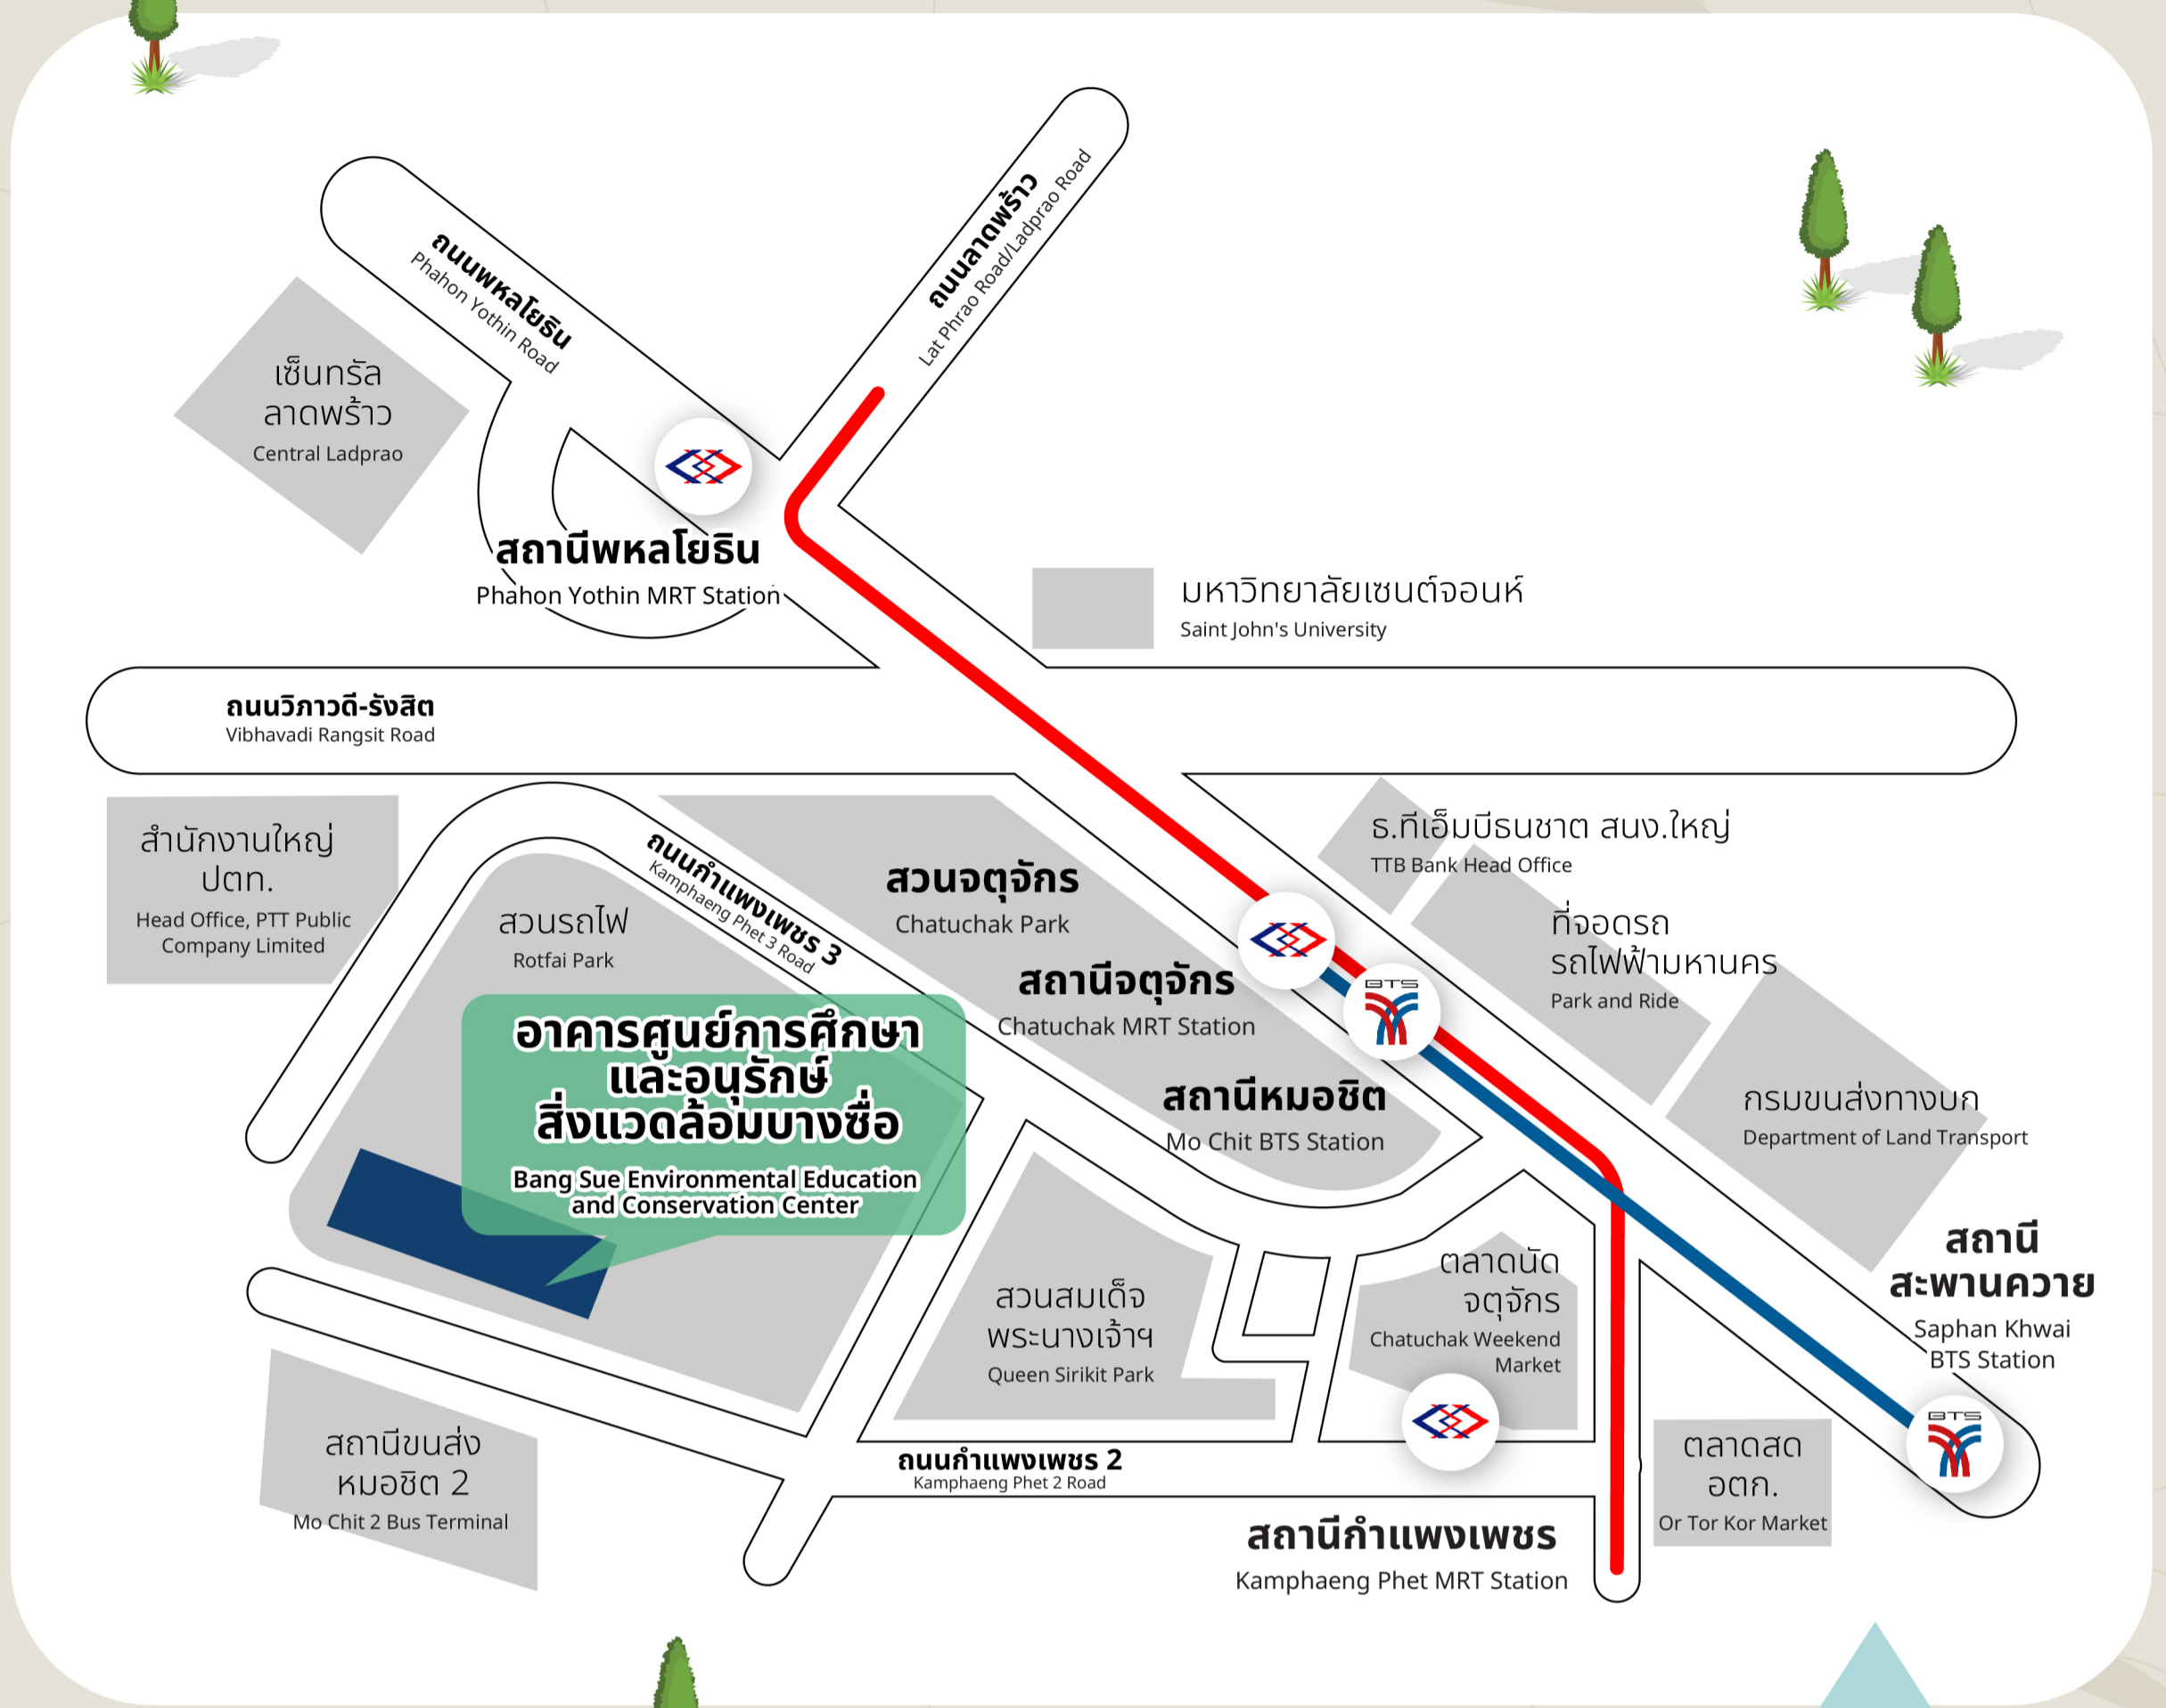 ถนนพหลโยธิน
Phahon Yothin Road
ถนนลาดพร้าว
Lat Phrao Road/Ladprao Road
เซ็นทรัล
ลาดพร้าว
Central Ladprao
สถานีพหลโยธิน
Phahon Yothin MRT Station
มหาวิทยาลัยเซนต์จอนห์
Saint John's University
ถนนวิภาวดี-รังสิต
Vibhavadi Rangsit Road
สำนักงานใหญ่
ปตท.
Head Office, PTT Public
Company Limited
สวนรถไฟ
Rotfai Park
ถนนกำแพงเพชร 3
Kamphaeng Phet 3 Road
สวนจตุจักร
Chatuchak Park
สถานีจตุจักร
Chatuchak MRT Station
BTS
สถานีหมอชิต
Mo Chit BTS Station
ธ.ทีเอ็มบีธนชาต สนง.ใหญ่
TTB Bank Head Office
ที่จอดรถ
รถไฟฟ้ามหานคร
Park and Ride
กรมขนส่งทางบก
Department of Land Transport
อาคารศูนย์การศึกษา
และอนุรักษ์
สิ่งแวดล้อมบางซื่อ
Bang Sue Environmental Education
and Conservation Center
สวนสมเด็จ
พระนางเจ้าฯ
Queen Sirikit Park
ตลาดนัด
จตุจักร
Chatuchak Weekend
Market
สถานี
สะพานควาย
Saphan Khwai
BTS Station
BTS
สถานีขนส่ง
หมอชิต 2
Mo Chit 2 Bus Terminal
ถนนกำแพงเพชร 2
Kamphaeng Phet 2 Road
สถานีกำแพงเพชร
Kamphaeng Phet MRT Station
ตลาดสด
อตก.
Or Tor Kor Market